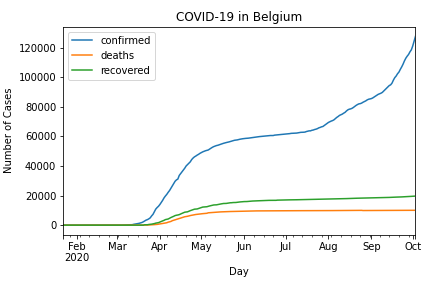 COVID-19 in Belgium
confirmed
deaths
recovered
120000
100000
80000
60000
40000
20000
0
Number of Cases
Feb Mar Apr May Jun Jul Aug Sep Oct
2020
Day